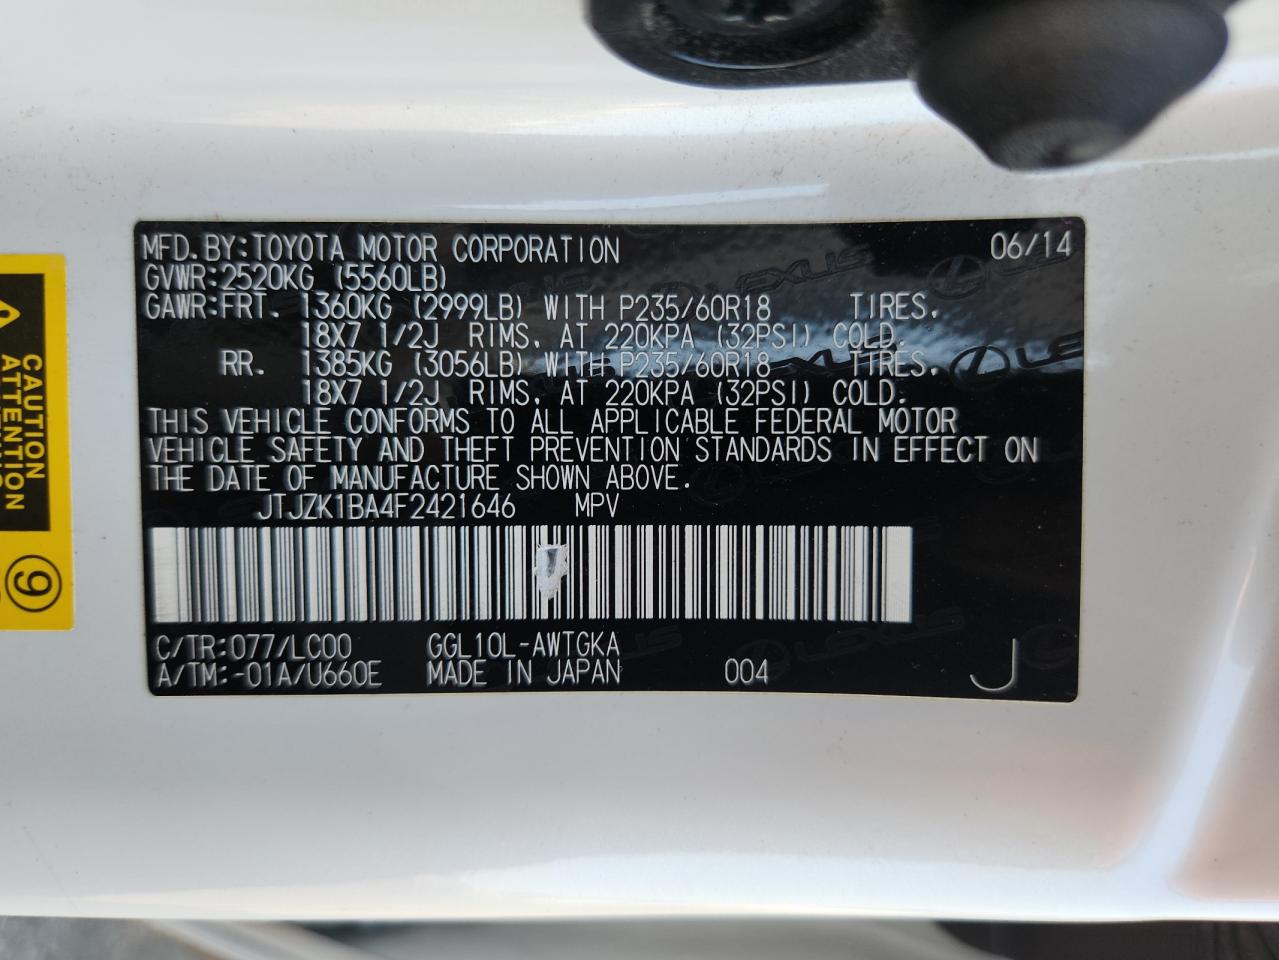 MFD.BY:TOYOTA MOTOR CORPORATION 06/14
GVWR:2520KG (5560LB)
GAWR:FRT. 1360KG (2999LB) WITH P235/60R18 TIRES,
18X7 1/2J RIMS, AT 220KPA (32PSI) COLD.
RR. 1385KG (3056LB) WITH P235/60R18 TIRES,
18X7 1/2J RIMS, AT 220KPA (32PSI) COLD.
THIS VEHICLE CONFORMS TO ALL APPLICABLE FEDERAL MOTOR
VEHICLE SAFETY AND THEFT PREVENTION STANDARDS IN EFFECT ON
THE DATE OF MANUFACTURE SHOWN ABOVE.
JTJZK1BA4F2421646 MPV
C/TR:077/LC00 GGL10L-AWTGKA
A/TM:-01A/U660E MADE IN JAPAN 004 J
CAUTION
ATTENTION
9
LEXUS
LEXUS
LEXUS